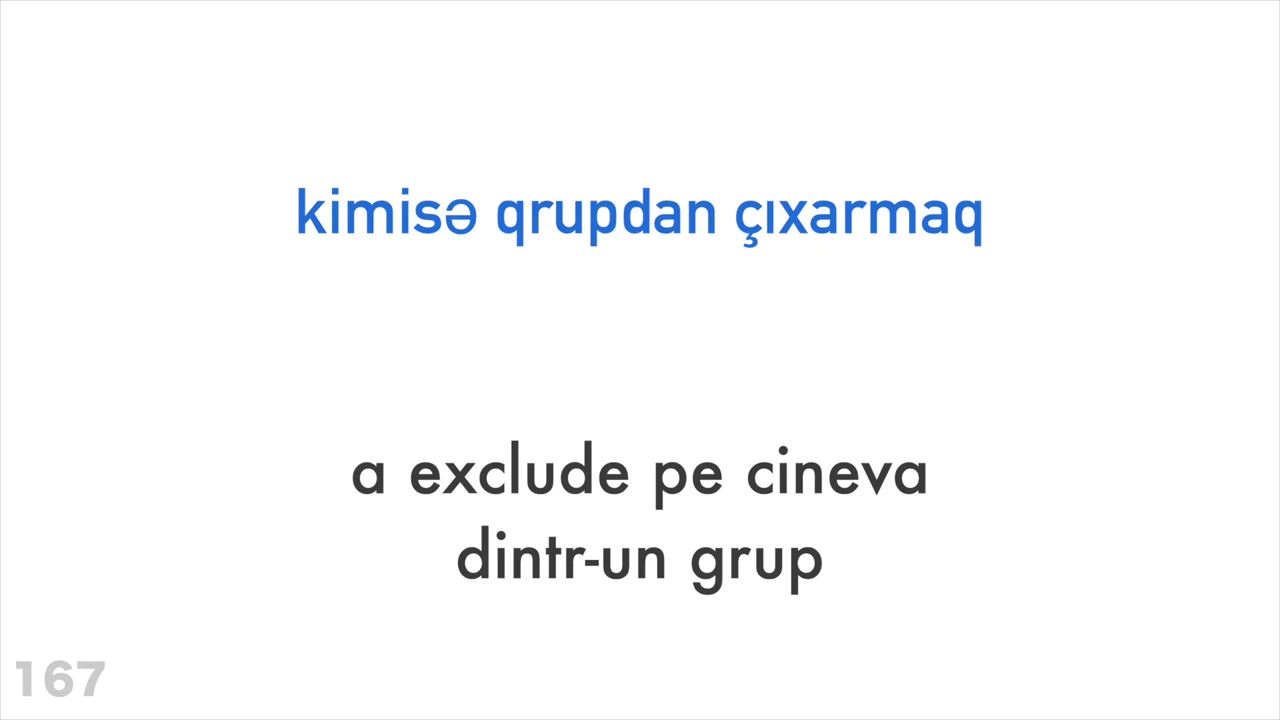 kimisə qrupdan çıxarmaq
a exclude pe cineva
dintr-un grup
167